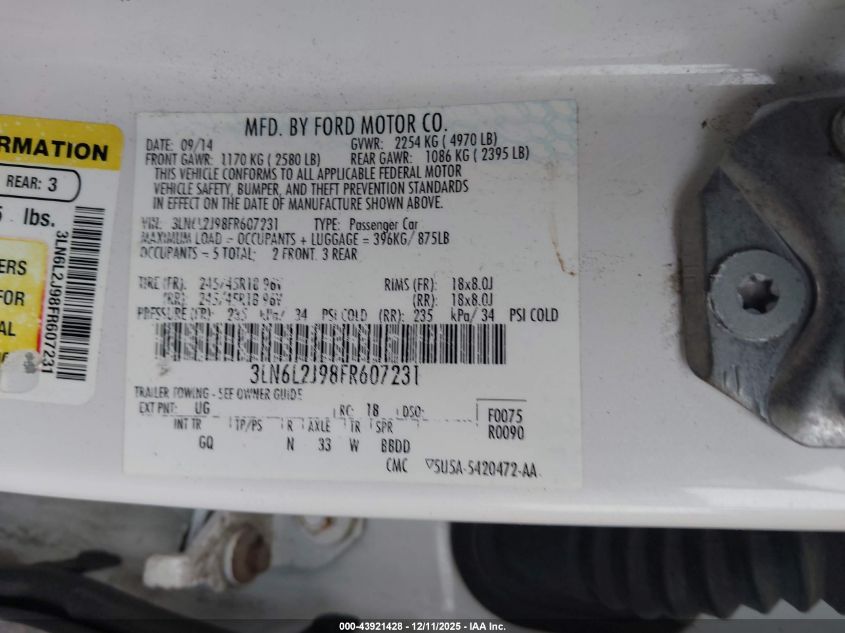 MFD. BY FORD MOTOR CO.
DATE: 09/14 GVWR: 2254 KG ( 4970 LB)
FRONT GAWR: 1170 KG ( 2580 LB) REAR GAWR: 1086 KG ( 2395 LB)
THIS VEHICLE CONFORMS TO ALL APPLICABLE FEDERAL MOTOR
VEHICLE SAFETY, BUMPER, AND THEFT PREVENTION STANDARDS
IN EFFECT ON THE DATE OF MANUFACTURE SHOWN ABOVE.
VIN: 3LN6L2J98FR607231 TYPE: Passenger Car
MAXIMUM LOAD = OCCUPANTS + LUGGAGE = 396KG/ 875LB
OCCUPANTS = 5 TOTAL; 2 FRONT, 3 REAR
TIRE (FR): 245/45R18 96V RIMS (FR): 18x8.0J
(RR): 245/45R18 96V (RR): 18x8.0J
PRESSURE (FR): 235 kPa/ 34 PSI COLD (RR): 235 kPa/ 34 PSI COLD
3LN6L2J98FR607231
TRAILER TOWING - SEE OWNER GUIDE
EXT PNT: UG RC: 18 DSO: F0075
INT TR TP/PS R AXLE TR SPR R0090
GQ N 33 W BBDD
CMC 5U5A-5420472-AA
RMATION
REAR: 3
lbs.
ERS
FOR
AL
3LN6L2J98FR607231
000-43921428 - 12/11/2025 - IAA Inc.